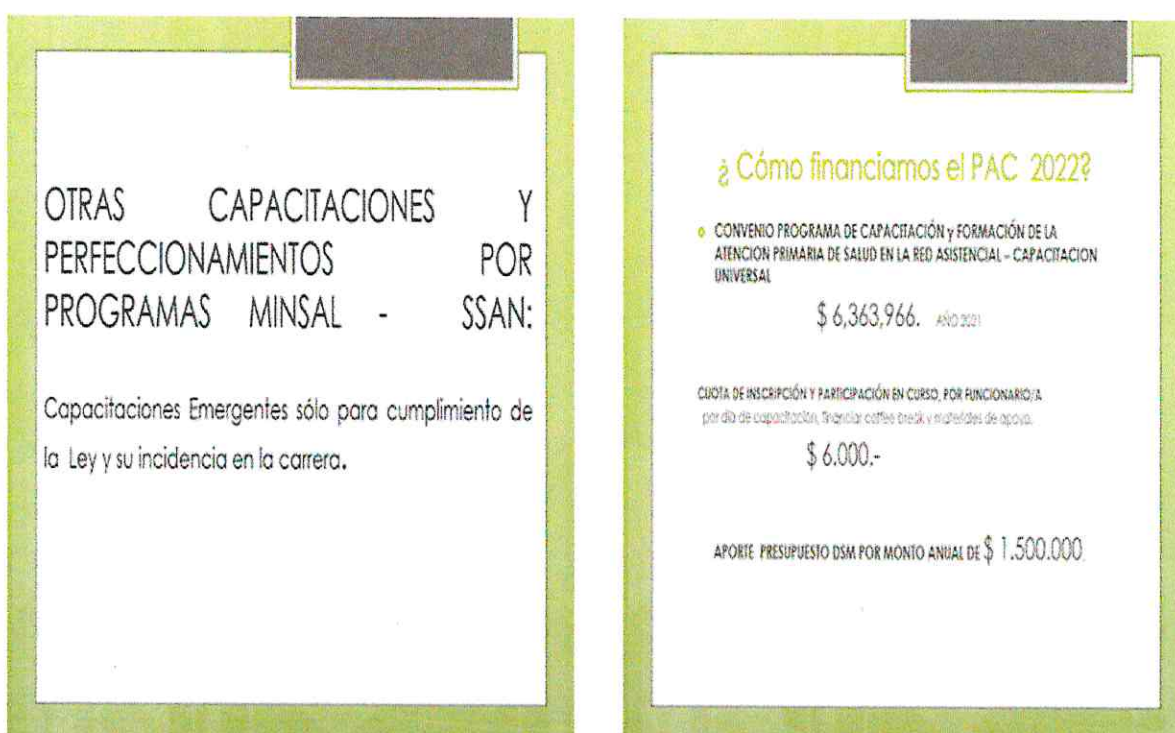 OTRAS CAPACITACIONES Y
PERFECCIONAMIENTOS POR
PROGRAMAS MINSAL - SSAN:
Capacitaciones Emergentes sólo para cumplimiento de
la Ley y su incidencia en la carrera.
¿ Cómo financiamos el PAC 2022?
CONVENIO PROGRAMA DE CAPACITACIÓN y FORMACIÓN DE LA
ATENCION PRIMARIA DE SALUD EN LA RED ASISTENCIAL – CAPACITACION
UNIVERSAL
$ 6,363,966. AÑO 2021
CUOTA DE INSCRIPCIÓN Y PARTICIPACIÓN EN CURSO, POR FUNCIONARIO/A
por día de capacitación, financiar coffee break y materiales de apoyo.
$ 6.000.-
APORTE PRESUPUESTO DSM POR MONTO ANUAL DE $ 1.500.000